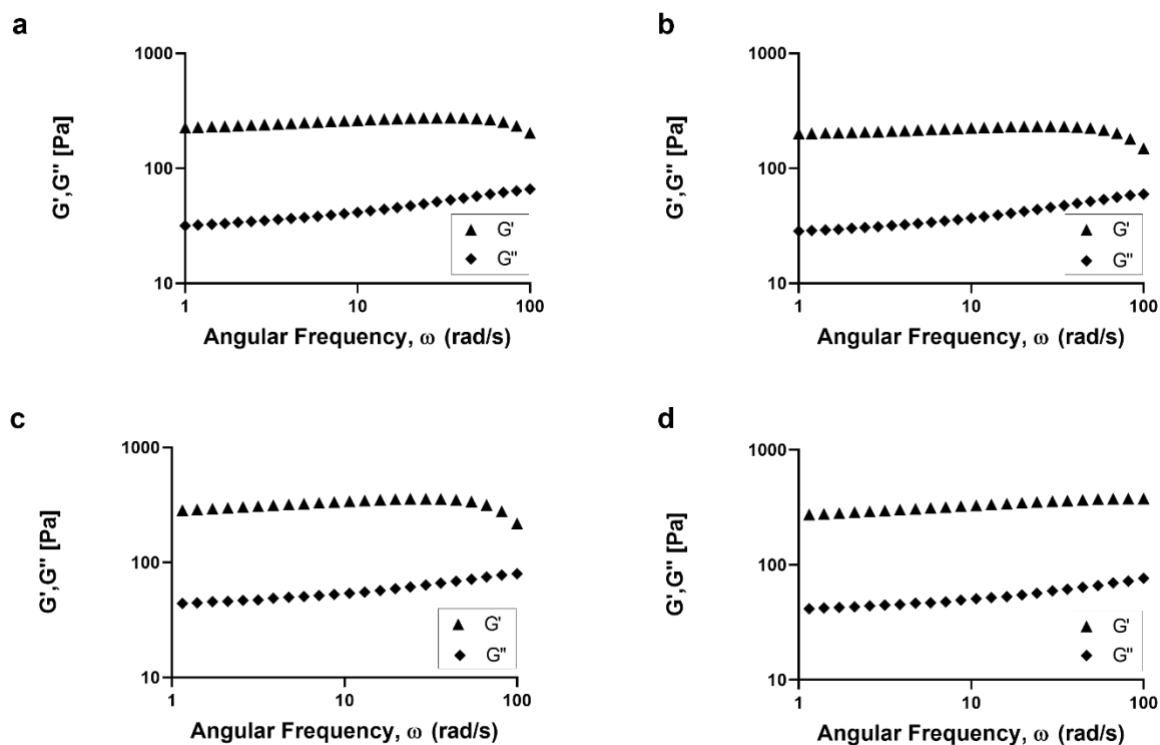 a
1000
100
10
G',G'' [Pa]
G'
G''
1
10
100
Angular Frequency, ω (rad/s)
b
1000
100
10
G',G'' [Pa]
G'
G''
1
10
100
Angular Frequency, ω (rad/s)
c
1000
100
10
G',G'' [Pa]
G'
G''
1
10
100
Angular Frequency, ω (rad/s)
d
1000
100
10
G',G'' [Pa]
G'
G''
1
10
100
Angular Frequency, ω (rad/s)